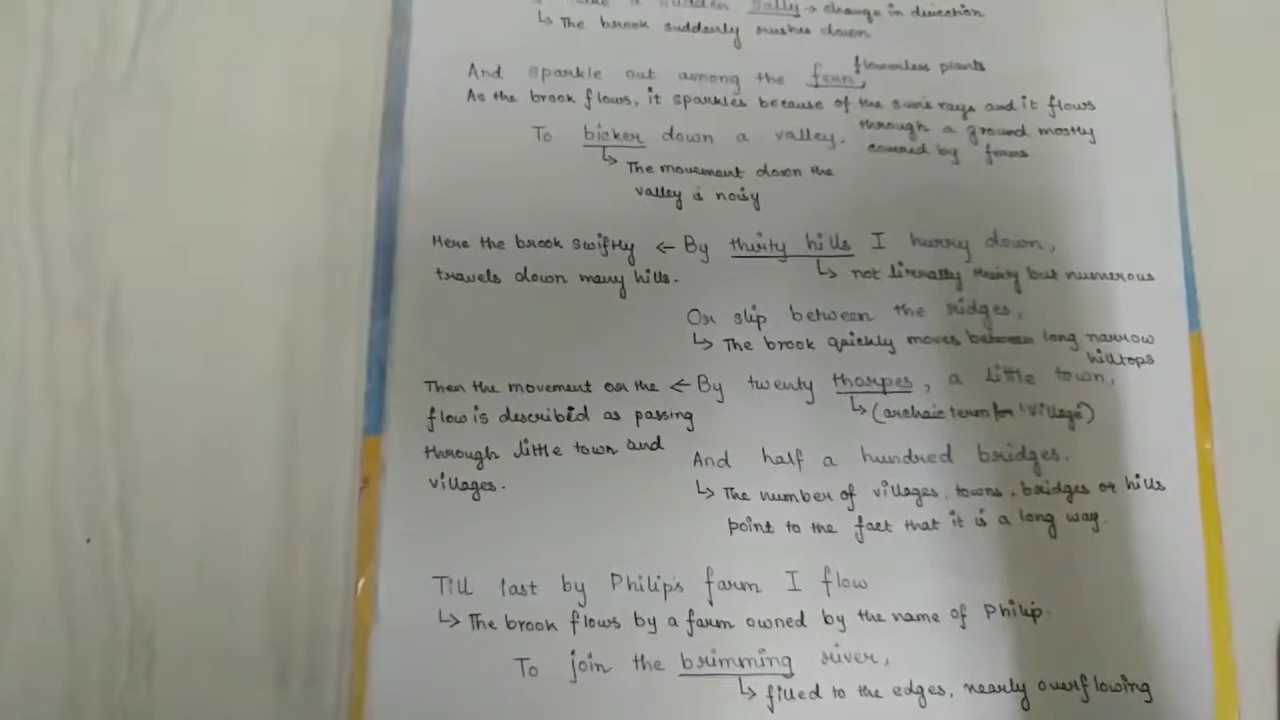 a sudden sally → change in direction
↳ The brook suddenly rushes down
flowerless plants
And sparkle out among the fern,
As the brook flows, it sparkles because of the sun's rays and it flows
through a ground mostly
covered by ferns
To bicker down a valley.
↳ The movement down the
valley is noisy
Here the brook swiftly ← By thirty hills I hurry down,
travels down many hills.
↳ not literally thirty but numerous
Or slip between the ridges,
↳ The brook quickly moves between long narrow
hilltops
Then the movement or the ← By twenty thorpes, a little town,
flow is described as passing
↳ (archaic term for 'village')
through little town and
villages.
And half a hundred bridges.
↳ The number of villages, towns, bridges or hills
point to the fact that it is a long way.
Till last by Philip's farm I flow
↳ The brook flows by a farm owned by the name of Philip.
To join the brimming river,
↳ filled to the edges, nearly overflowing